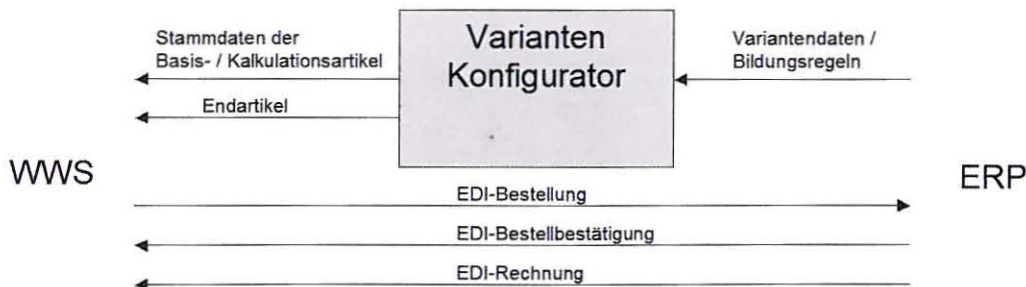 Stammdaten der
Basis- / Kalkulationsartikel
Endartikel
Varianten
Konfigurator
Variantendaten /
Bildungsregeln
WWS
ERP
EDI-Bestellung
EDI-Bestellbestätigung
EDI-Rechnung